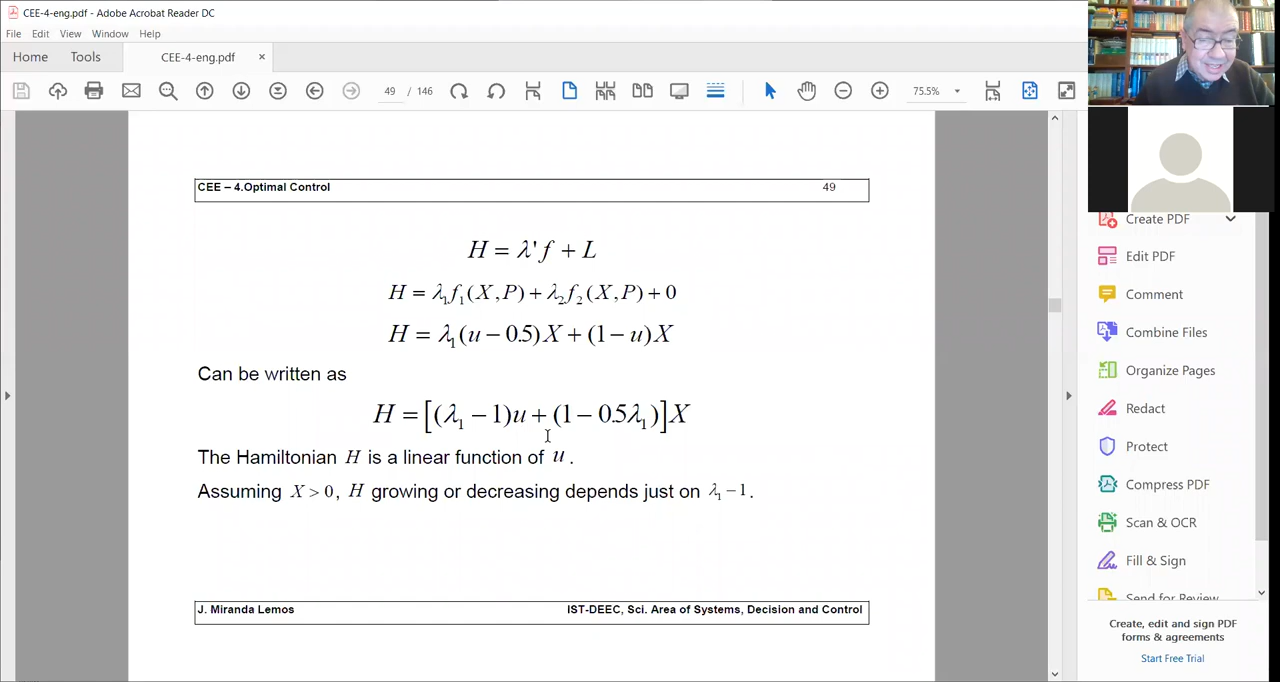 CEE-4-eng.pdf - Adobe Acrobat Reader DC
File Edit View Window Help
Home Tools CEE-4-eng.pdf ×
49 / 146 75.5%
CEE – 4.Optimal Control 49
H = λ'f + L
H = λ₁f₁(X,P) + λ₂f₂(X,P) + 0
H = λ₁(u − 0.5)X + (1 − u)X
Can be written as
H = [(λ₁ − 1)u + (1 − 0.5λ₁)]X
The Hamiltonian H is a linear function of u .
Assuming X > 0, H growing or decreasing depends just on λ₁ − 1.
J. Miranda Lemos IST-DEEC, Sci. Area of Systems, Decision and Control
Create PDF
Edit PDF
Comment
Combine Files
Organize Pages
Redact
Protect
Compress PDF
Scan & OCR
Fill & Sign
Send for Review
Create, edit and sign PDF
forms & agreements
Start Free Trial